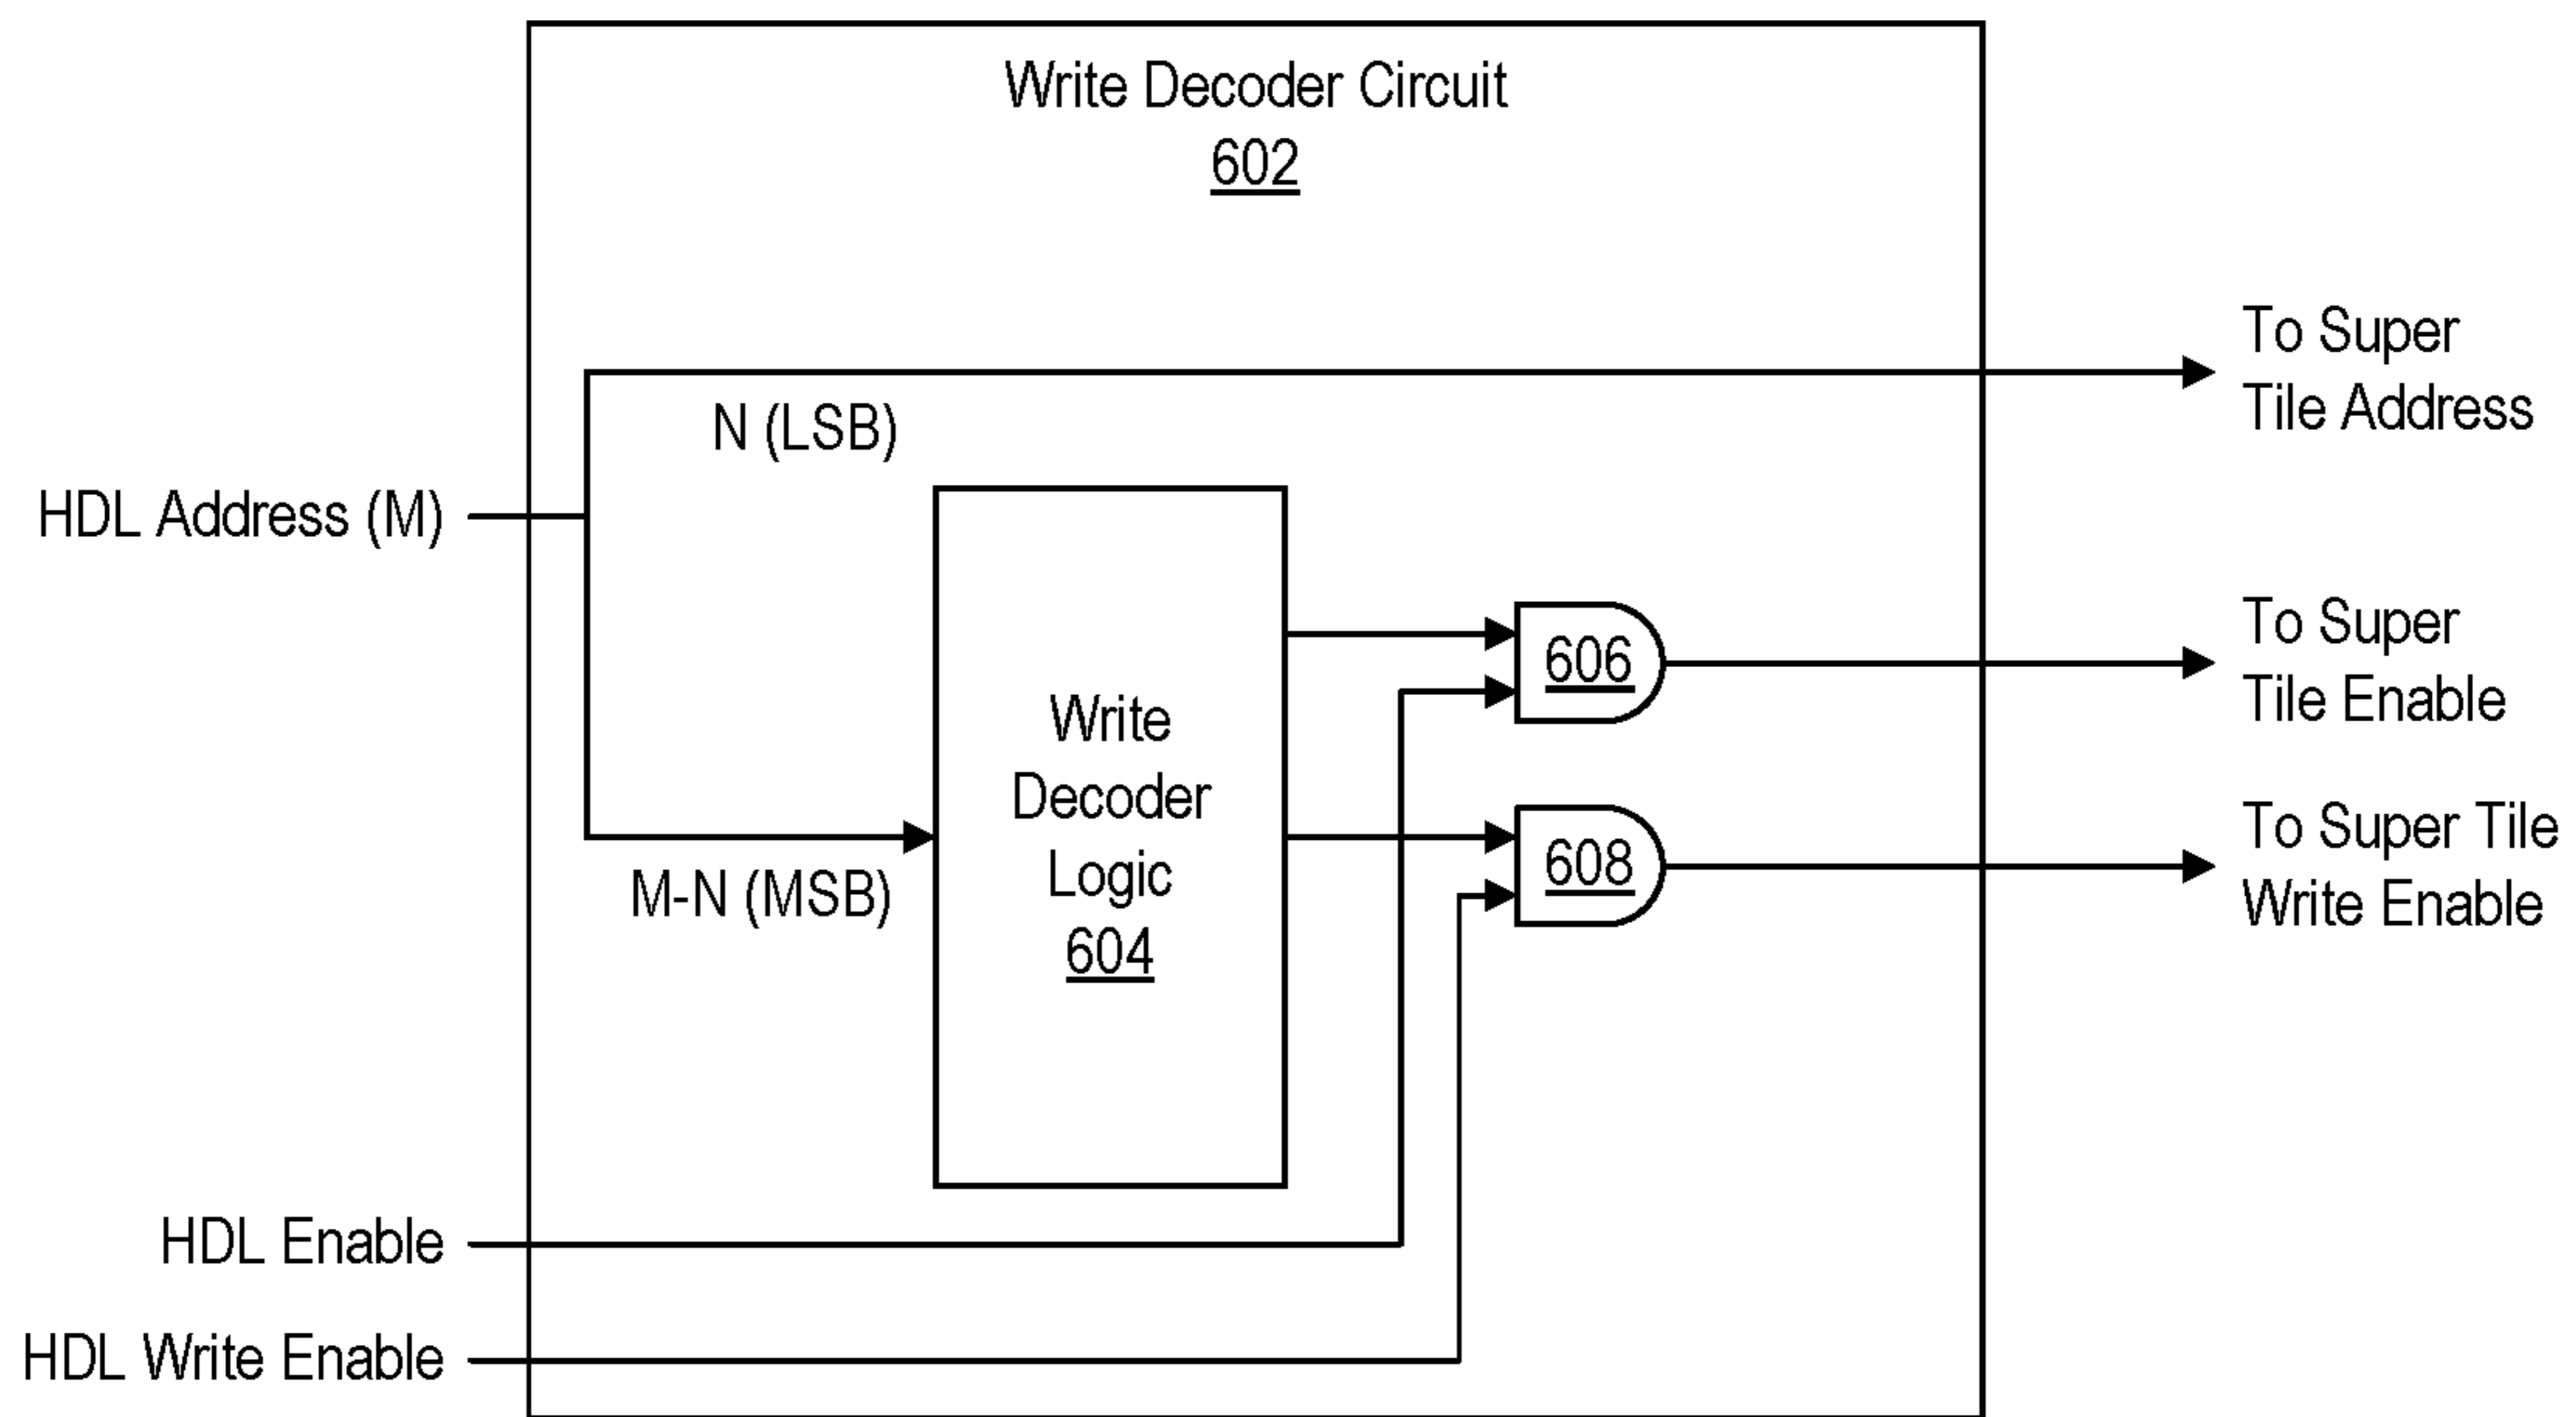 Write Decoder Circuit
602
To Super
Tile Address
N (LSB)
HDL Address (M)
606
To Super
Tile Enable
Write
Decoder
Logic
604
M-N (MSB)
608
To Super Tile
Write Enable
HDL Enable
HDL Write Enable